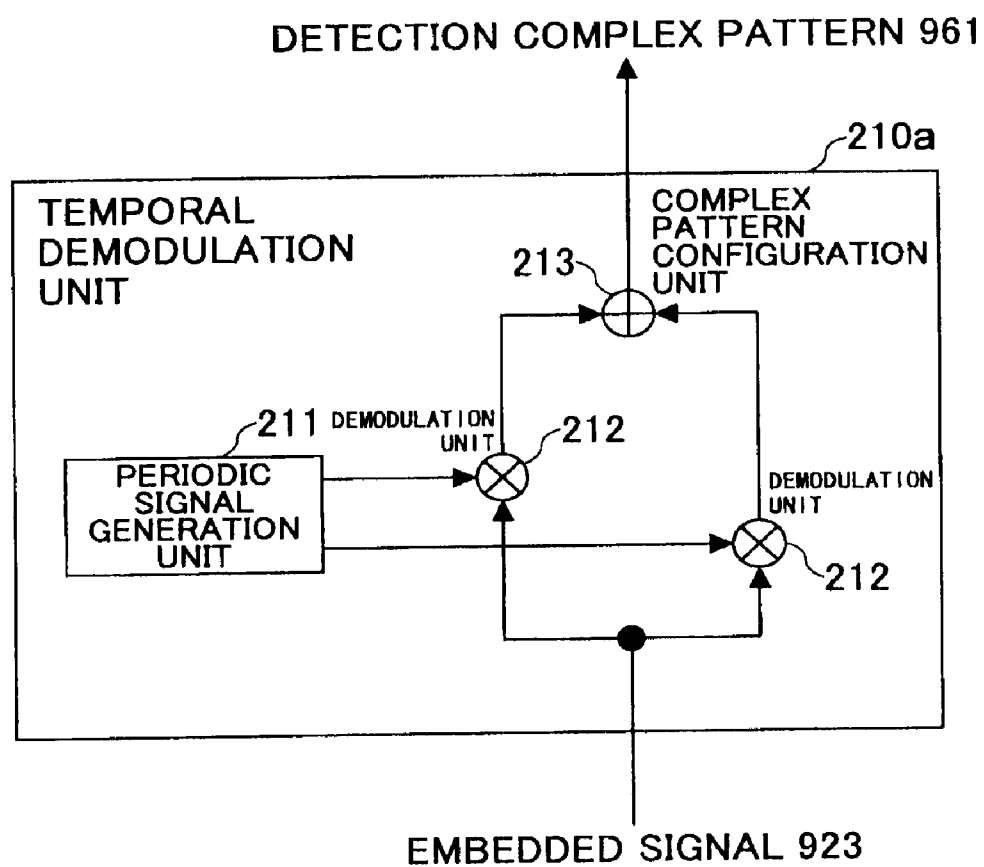 DETECTION COMPLEX PATTERN 961
210a
TEMPORAL
DEMODULATION
UNIT
COMPLEX
PATTERN
CONFIGURATION
UNIT
213
211
DEMODULATION
UNIT
212
PERIODIC
SIGNAL
GENERATION
UNIT
DEMODULATION
UNIT
212
EMBEDDED SIGNAL 923